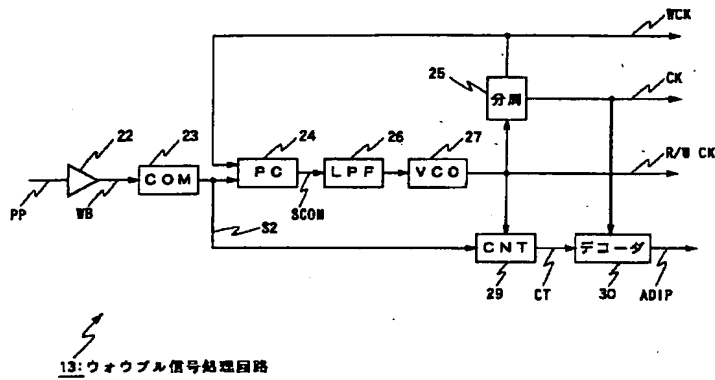 WCK
25
分周
CK
22
23
24
26
27
R/W CK
COM
PC
LPF
VCO
PP
WB
SCOM
S2
CNT
デコーダ
29
CT
30
ADIP
13:ウォウブル信号処理回路